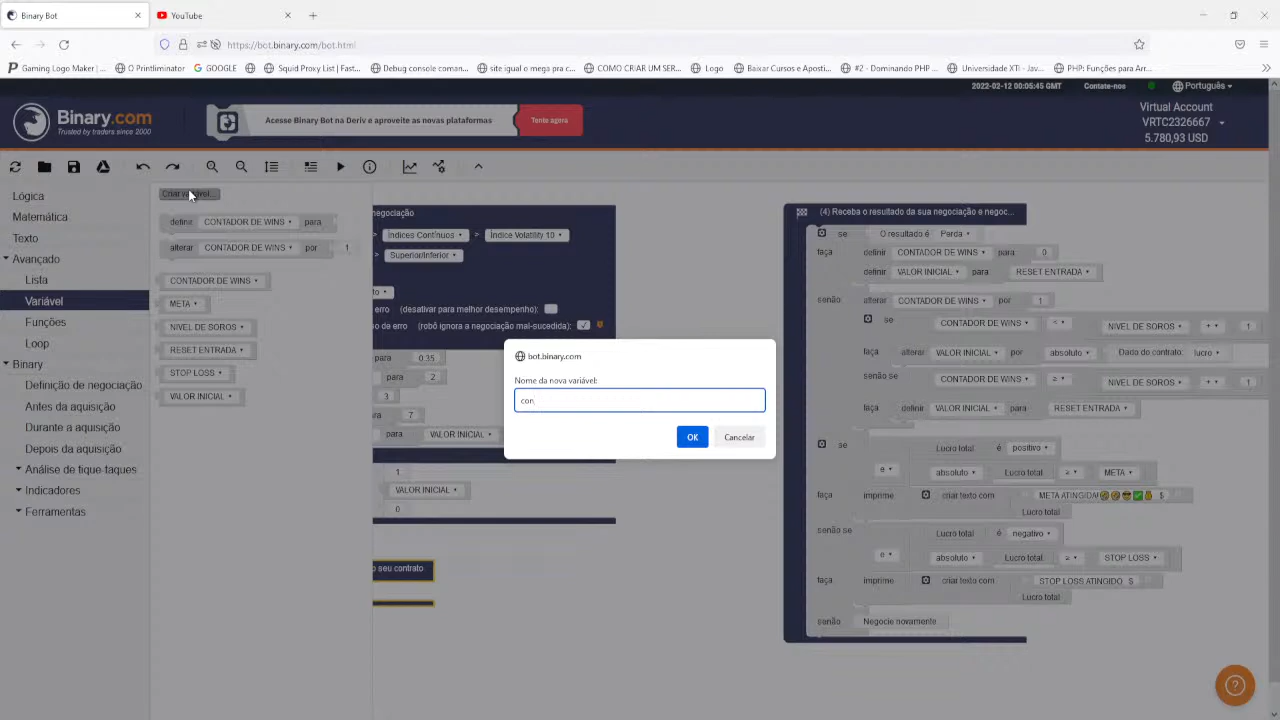 Binary Bot
YouTube
https://bot.binary.com/bot.html
Gaming Logo Maker | ...
O Printliminator
GOOGLE
Squid Proxy List | Fast...
Debug console coman...
site igual o mega pra c...
COMO CRIAR UM SER...
Logo
Baixar Cursos e Aposti...
#2 - Dominando PHP ...
Universidade XTI - Jav...
PHP: Funções para Arr...
2022-02-12 00:05:45 GMT
Contate-nos
Português
Binary.com
Trusted by traders since 2000
Acesse Binary Bot na Deriv e aproveite as novas plataformas
Tente agora
Virtual Account
VRTC2326667
5.780,93 USD
Lógica
Matemática
Texto
Avançado
Lista
Variável
Funções
Loop
Binary
Definição de negociação
Antes da aquisição
Durante a aquisição
Depois da aquisição
Análise de tique-taques
Indicadores
Ferramentas
Criar variável...
definir CONTADOR DE WINS para
alterar CONTADOR DE WINS por 1
CONTADOR DE WINS
META
NIVEL DE SOROS
RESET ENTRADA
STOP LOSS
VALOR INICIAL
negociação
> Índices Contínuos > Índice Volatility 10
> Superior/Inferior
to
erro (desativar para melhor desempenho):
o de erro (robô ignora a negociação mal-sucedida): √
para 0.35
para 2
3
para 7
para VALOR INICIAL
1
VALOR INICIAL
0
o seu contrato
bot.binary.com
Nome da nova variável:
con
OK
Cancelar
(4) Receba o resultado da sua negociação e negoc...
se O resultado é Perda
faça definir CONTADOR DE WINS para 0
definir VALOR INICIAL para RESET ENTRADA
senão alterar CONTADOR DE WINS por 1
se CONTADOR DE WINS < NIVEL DE SOROS + 1
faça alterar VALOR INICIAL por absoluto Dado do contrato: lucro
senão se CONTADOR DE WINS ≥ NIVEL DE SOROS + 1
faça definir VALOR INICIAL para RESET ENTRADA
se Lucro total é positivo
e absoluto Lucro total ≥ META
faça imprime criar texto com META ATINGIDA!🤑🤑😎✅💰 $
Lucro total
senão se Lucro total é negativo
e absoluto Lucro total ≥ STOP LOSS
faça imprime criar texto com STOP LOSS ATINGIDO $
Lucro total
senão Negocie novamente